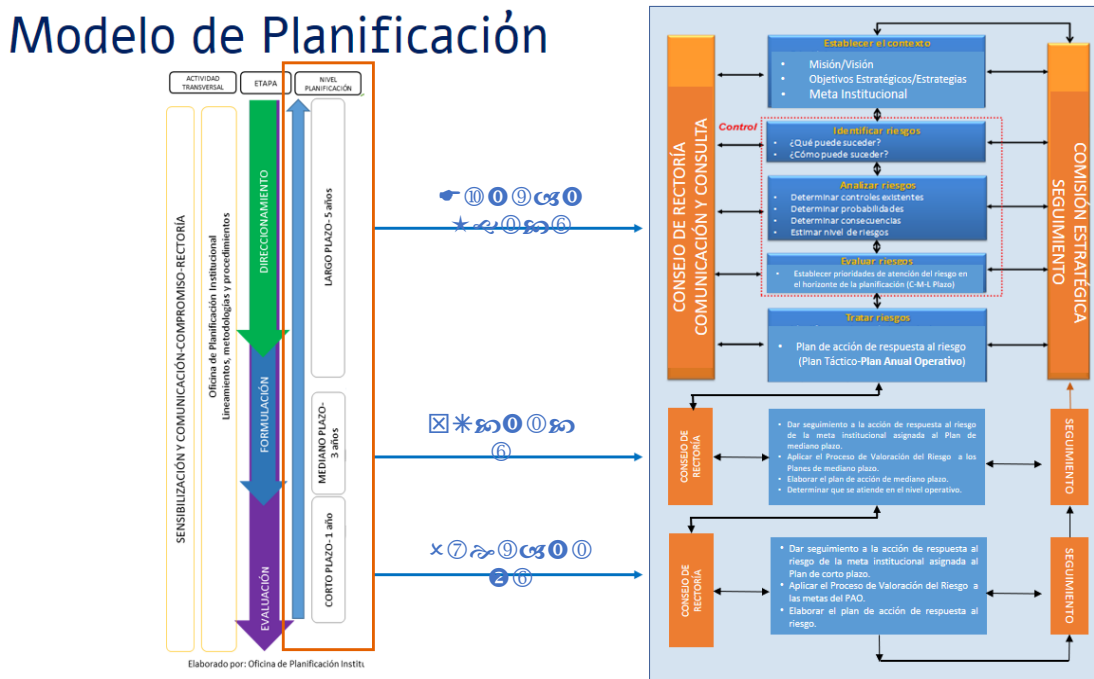 Modelo de Planificación
ACTIVIDAD
TRANSVERSAL
ETAPA
NIVEL
PLANIFICACIÓN
SENSIBILIZACIÓN Y COMUNICACIÓN-COMPROMISO-RECTORÍA
Oficina de Planificación Institucional
Lineamientos, metodologías y procedimientos
DIRECCIONAMIENTO
FORMULACIÓN
EVALUACIÓN
LARGO PLAZO- 5 años
MEDIANO PLAZO-
3 años
CORTO PLAZO-1 año
Elaborado por: Oficina de Planificación
CONSEJO DE RECTORÍA
COMUNICACIÓN Y CONSULTA
Establecer el contexto
• Misión/Visión
• Objetivos Estratégicos/Estrategias
• Meta Institucional
Control
Identificar riesgos
• ¿Qué puede suceder?
• ¿Cómo puede suceder?
Analizar riesgos
• Determinar controles existentes
• Determinar probabilidades
• Determinar consecuencias
• Estimar nivel de riesgos
Evaluar riesgos
• Establecer prioridades de atención del riesgo en
el horizonte de la planificación (C-M-L Plazo)
Tratar riesgos
• Plan de acción de respuesta al riesgo
(Plan Táctico-Plan Anual Operativo)
COMISIÓN ESTRATÉGICA
SEGUIMIENTO
CONSEJO DE
RECTORÍA
• Dar seguimiento a la acción de respuesta al riesgo
de la meta institucional asignada al Plan de
mediano plazo.
• Aplicar el Proceso de Valoración del Riesgo a los
Planes de mediano plazo.
• Elaborar el plan de acción de mediano plazo.
• Determinar que se atiende en el nivel operativo.
SEGUIMIENTO
CONSEJO DE
RECTORÍA
• Dar seguimiento a la acción de respuesta al
riesgo de la meta institucional asignada al
Plan de corto plazo.
• Aplicar el Proceso de Valoración del Riesgo a
las metas del PAO.
• Elaborar el plan de acción de respuesta al
riesgo.
SEGUIMIENTO